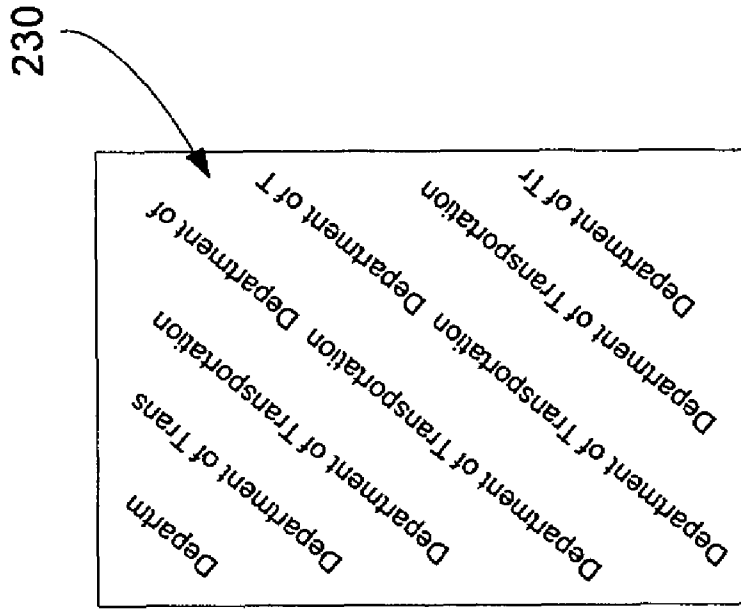 Departm
Department of Trans
Department of Transportation
Department of Transportation Department of
Department of Transportation Department of T
Department of Transportation
Department of Tr
230